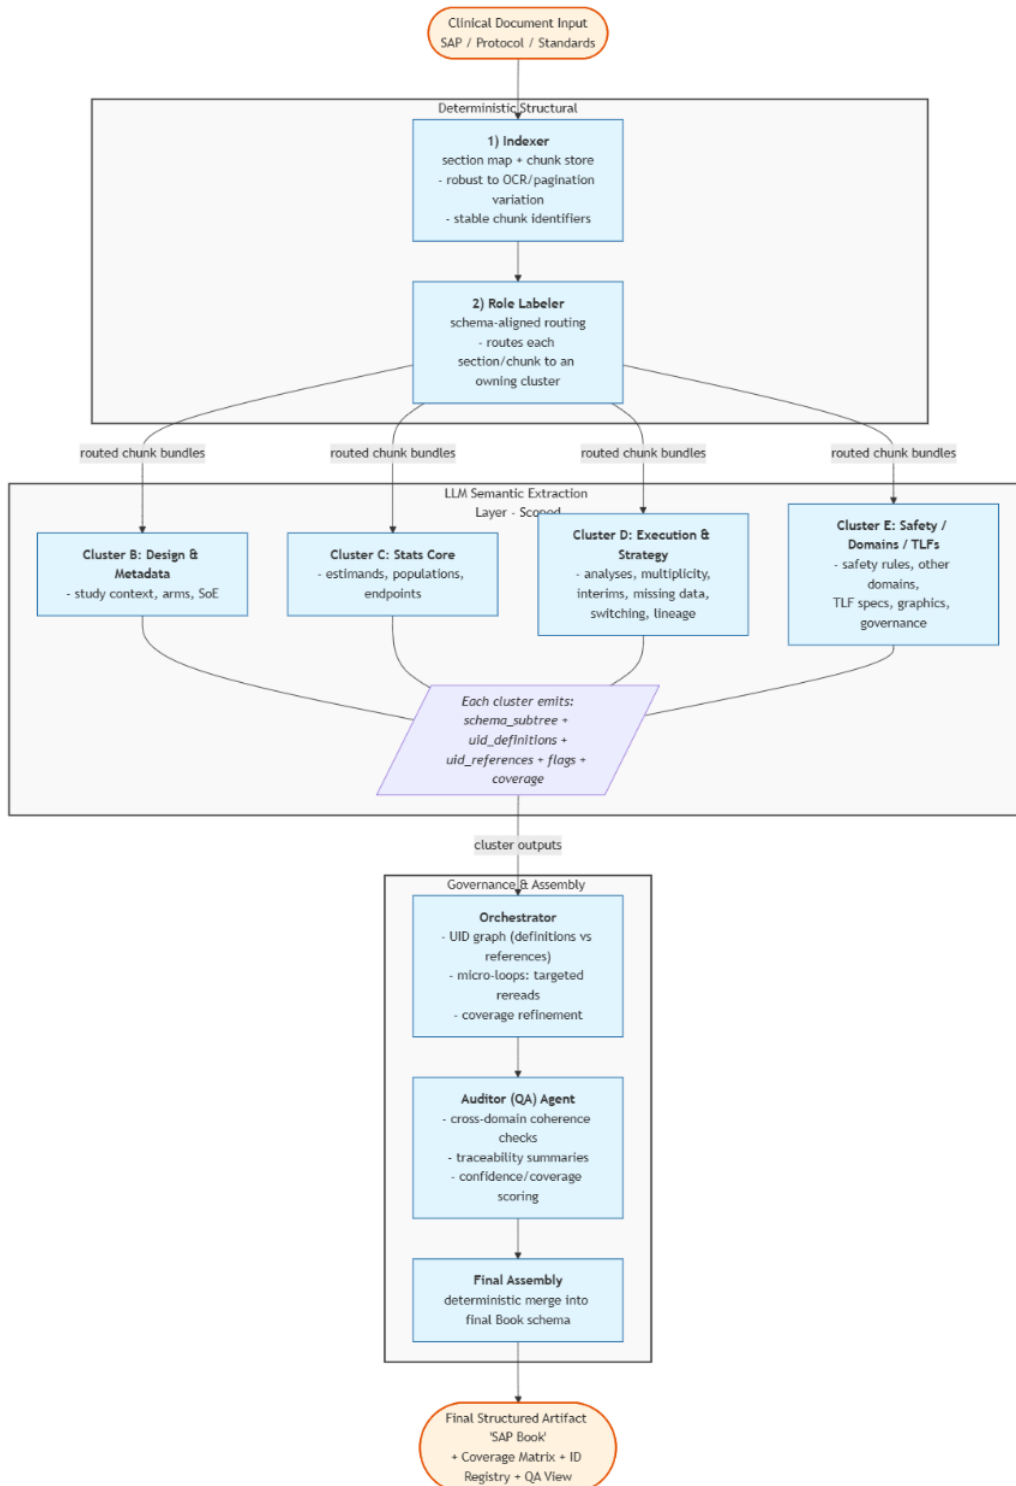 Clinical Document Input
SAP / Protocol / Standards
Deterministic Structural
1) Indexer
section map + chunk store
- robust to OCR/pagination
variation
- stable chunk identifiers
2) Role Labeler
schema-aligned routing
- routes each
section/chunk to an
owning cluster
routed chunk bundles
routed chunk bundles
routed chunk bundles
routed chunk bundles
LLM Semantic Extraction
Layer - Scoped
Cluster B: Design &
Metadata
- study context, arms, SoE
Cluster C: Stats Core
- estimands, populations,
endpoints
Cluster D: Execution &
Strategy
- analyses, multiplicity,
interims, missing data,
switching, lineage
Cluster E: Safety /
Domains / TLFs
- safety rules, other
domains,
TLF specs, graphics,
governance
Each cluster emits:
schema_subtree +
uid_definitions +
uid_references + flags +
coverage
cluster outputs
Governance & Assembly
Orchestrator
- UID graph (definitions vs
references)
- micro-loops: targeted
rereads
- coverage refinement
Auditor (QA) Agent
- cross-domain coherence
checks
- traceability summaries
- confidence/coverage
scoring
Final Assembly
deterministic merge into
final Book schema
Final Structured Artifact
'SAP Book'
+ Coverage Matrix + ID
Registry + QA View